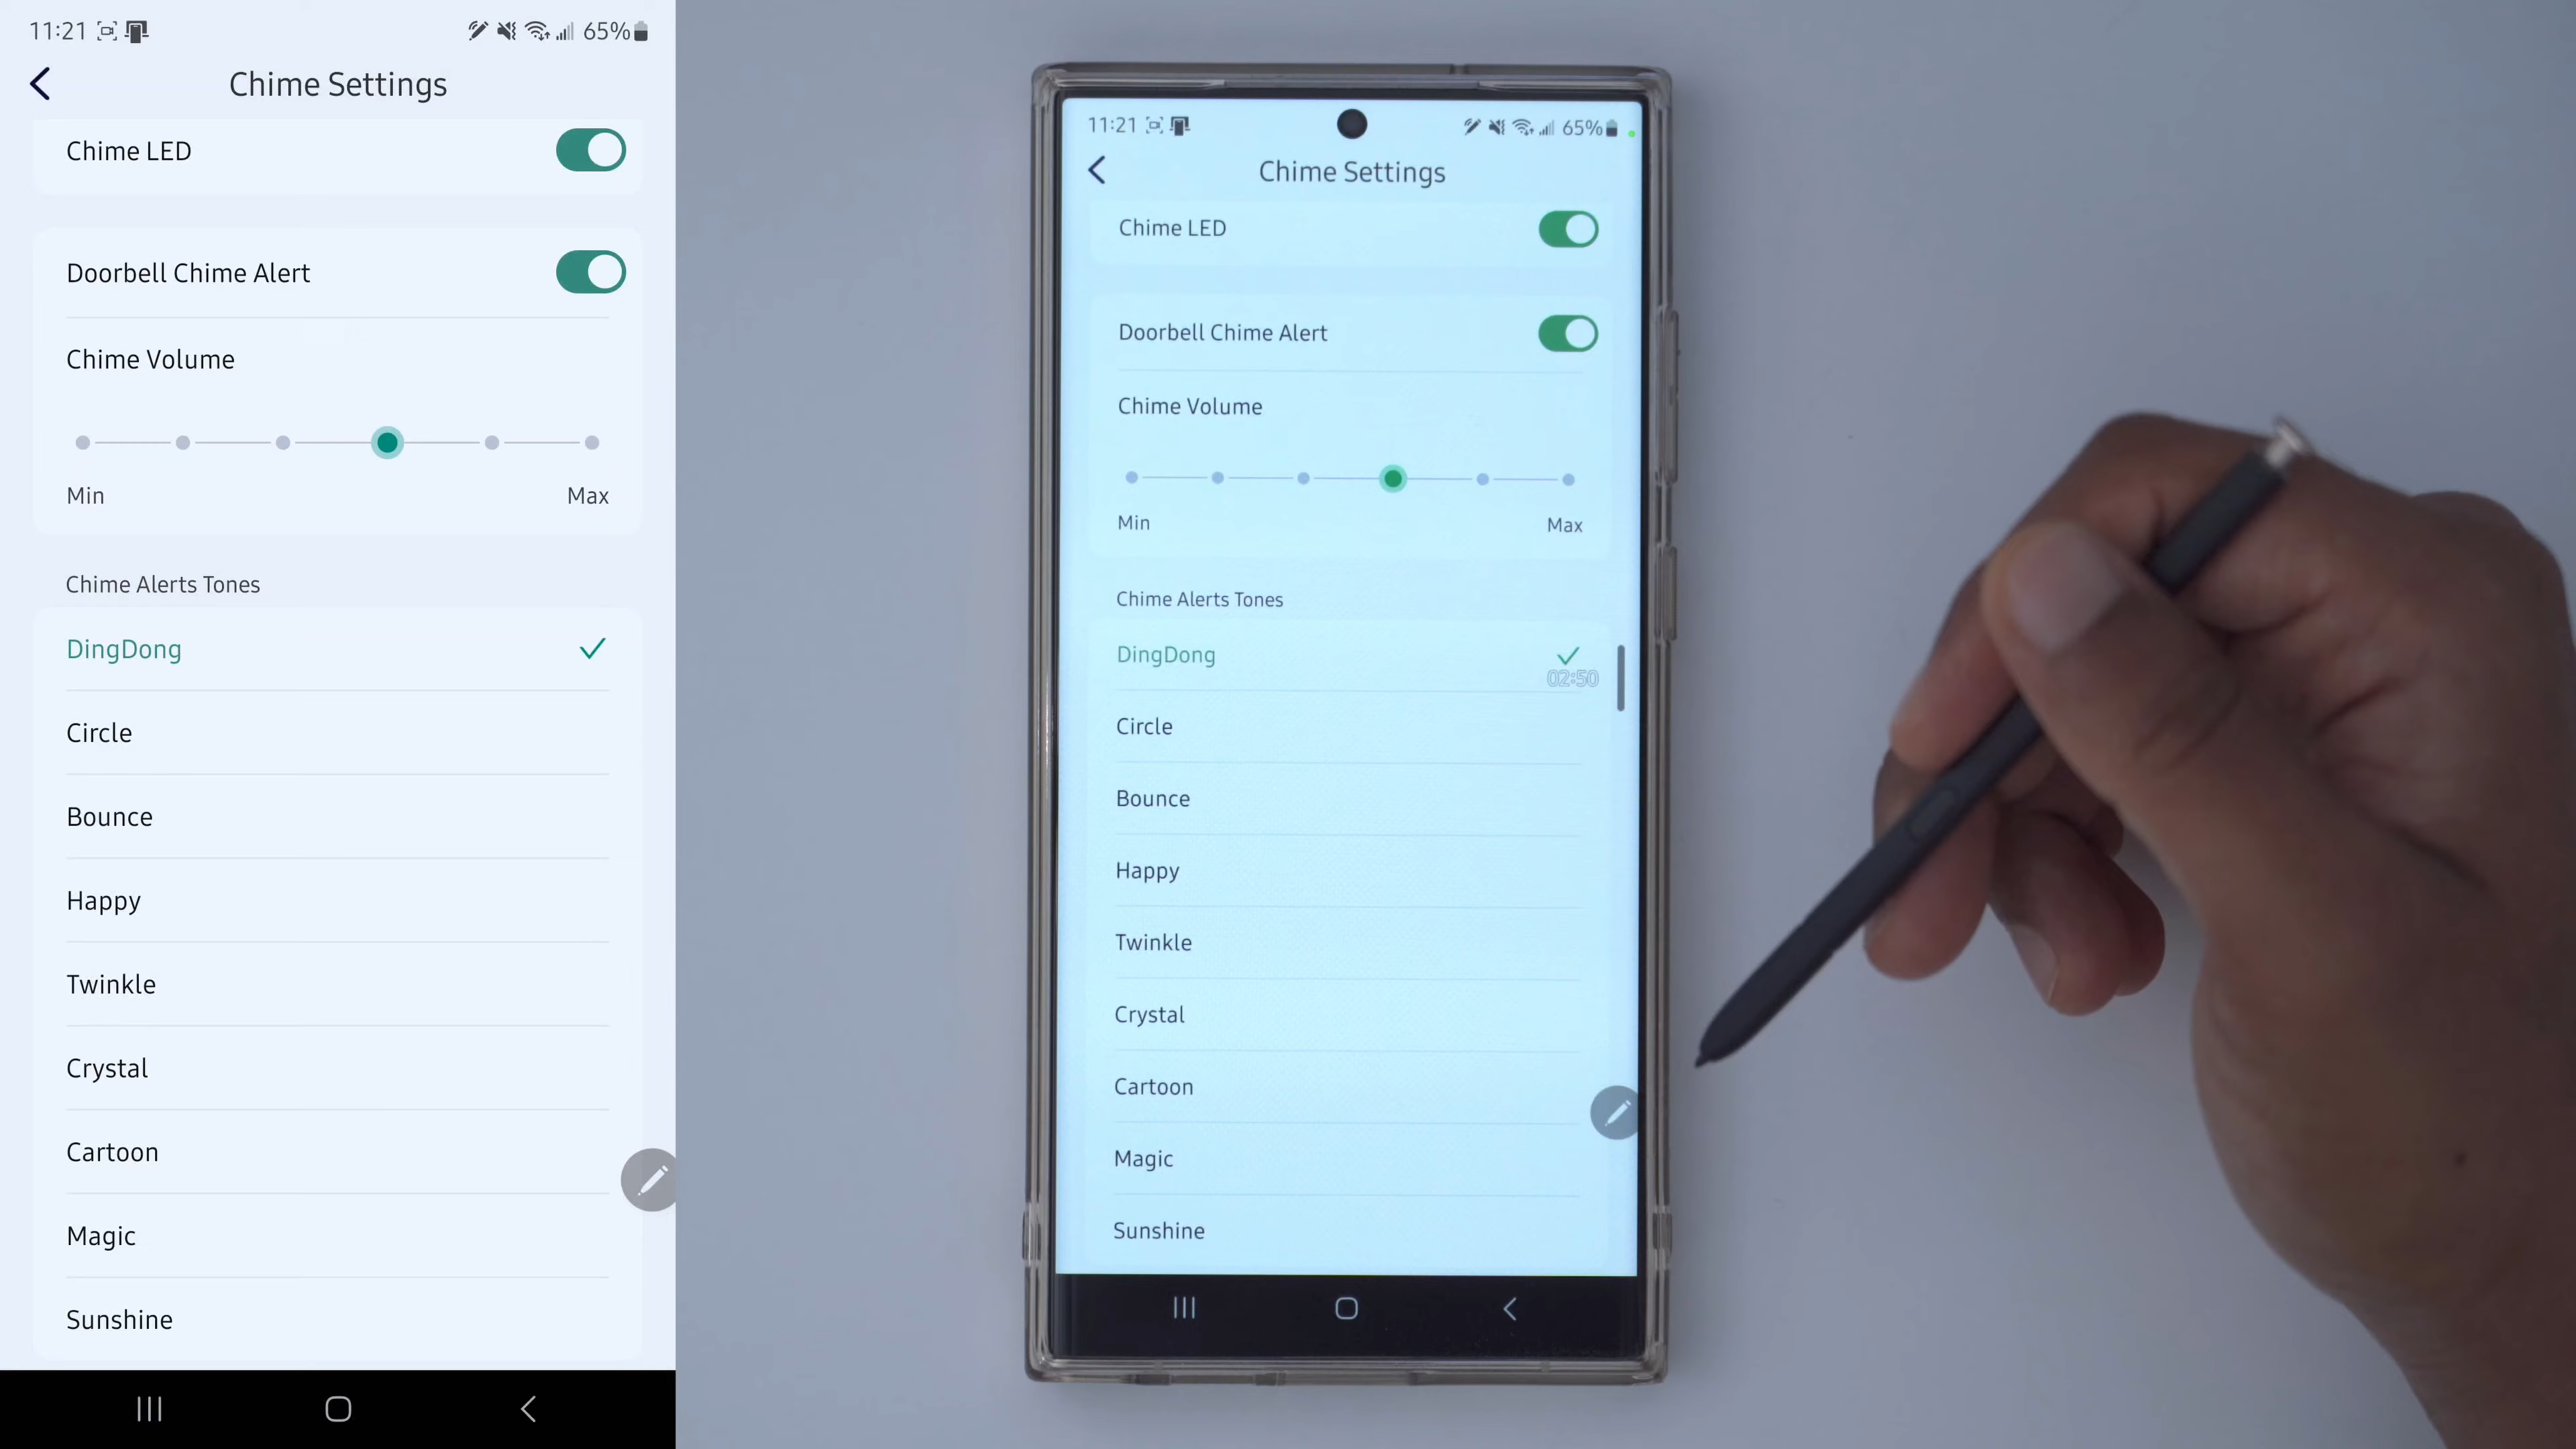 11:21
65%
Chime Settings
Chime LED
Doorbell Chime Alert
Chime Volume
Min
Max
Chime Alerts Tones
DingDong
Circle
Bounce
Happy
Twinkle
Crystal
Cartoon
Magic
Sunshine
11:21
65%
Chime Settings
Chime LED
Doorbell Chime Alert
Chime Volume
Min
Max
Chime Alerts Tones
DingDong
02:50
Circle
Bounce
Happy
Twinkle
Crystal
Cartoon
Magic
Sunshine